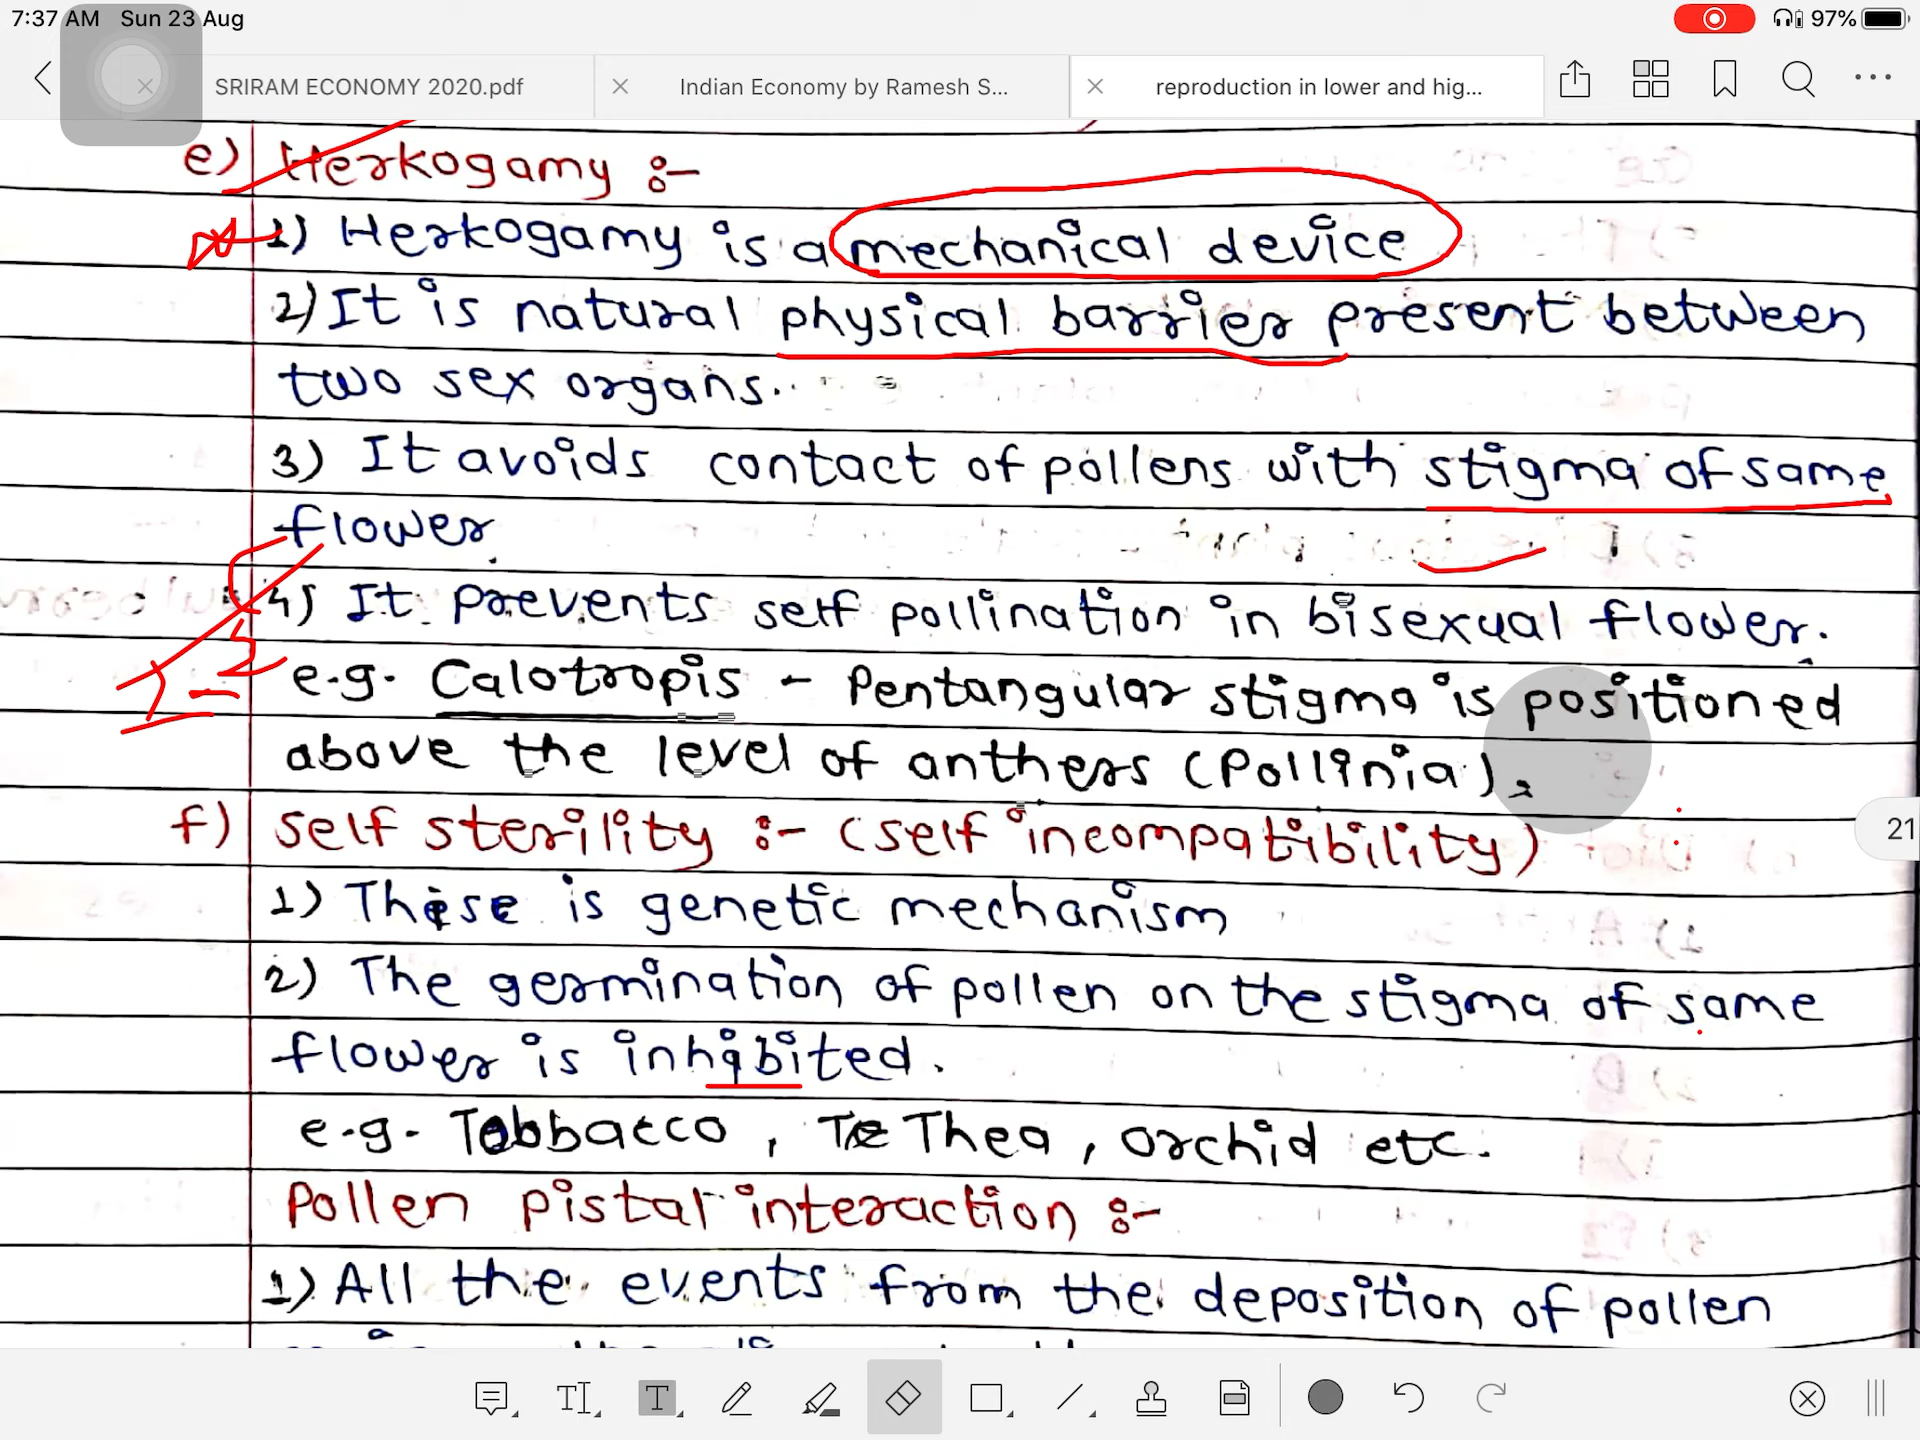 7:37 AM Sun 23 Aug 97%
SRIRAM ECONOMY 2020.pdf Indian Economy by Ramesh S... reproduction in lower and hig...
e) Herkogamy :-
1) Herkogamy is a mechanical device
2) It is natural physical barrier present between
two sex organs.
3) It avoids contact of pollens with stigma of same
flower
4) It prevents self pollination in bisexual flower.
e.g. Calotropis - Pentangular stigma is positioned
above the level of anthers (Pollinia).
f) Self sterility :- (self incompatibility)
1) This is genetic mechanism
2) The germination of pollen on the stigma of same
flower is inhibited.
e.g. Tobbacco, Thea, orchid etc.
Pollen pistal interaction :-
1) All the events from the deposition of pollen
21